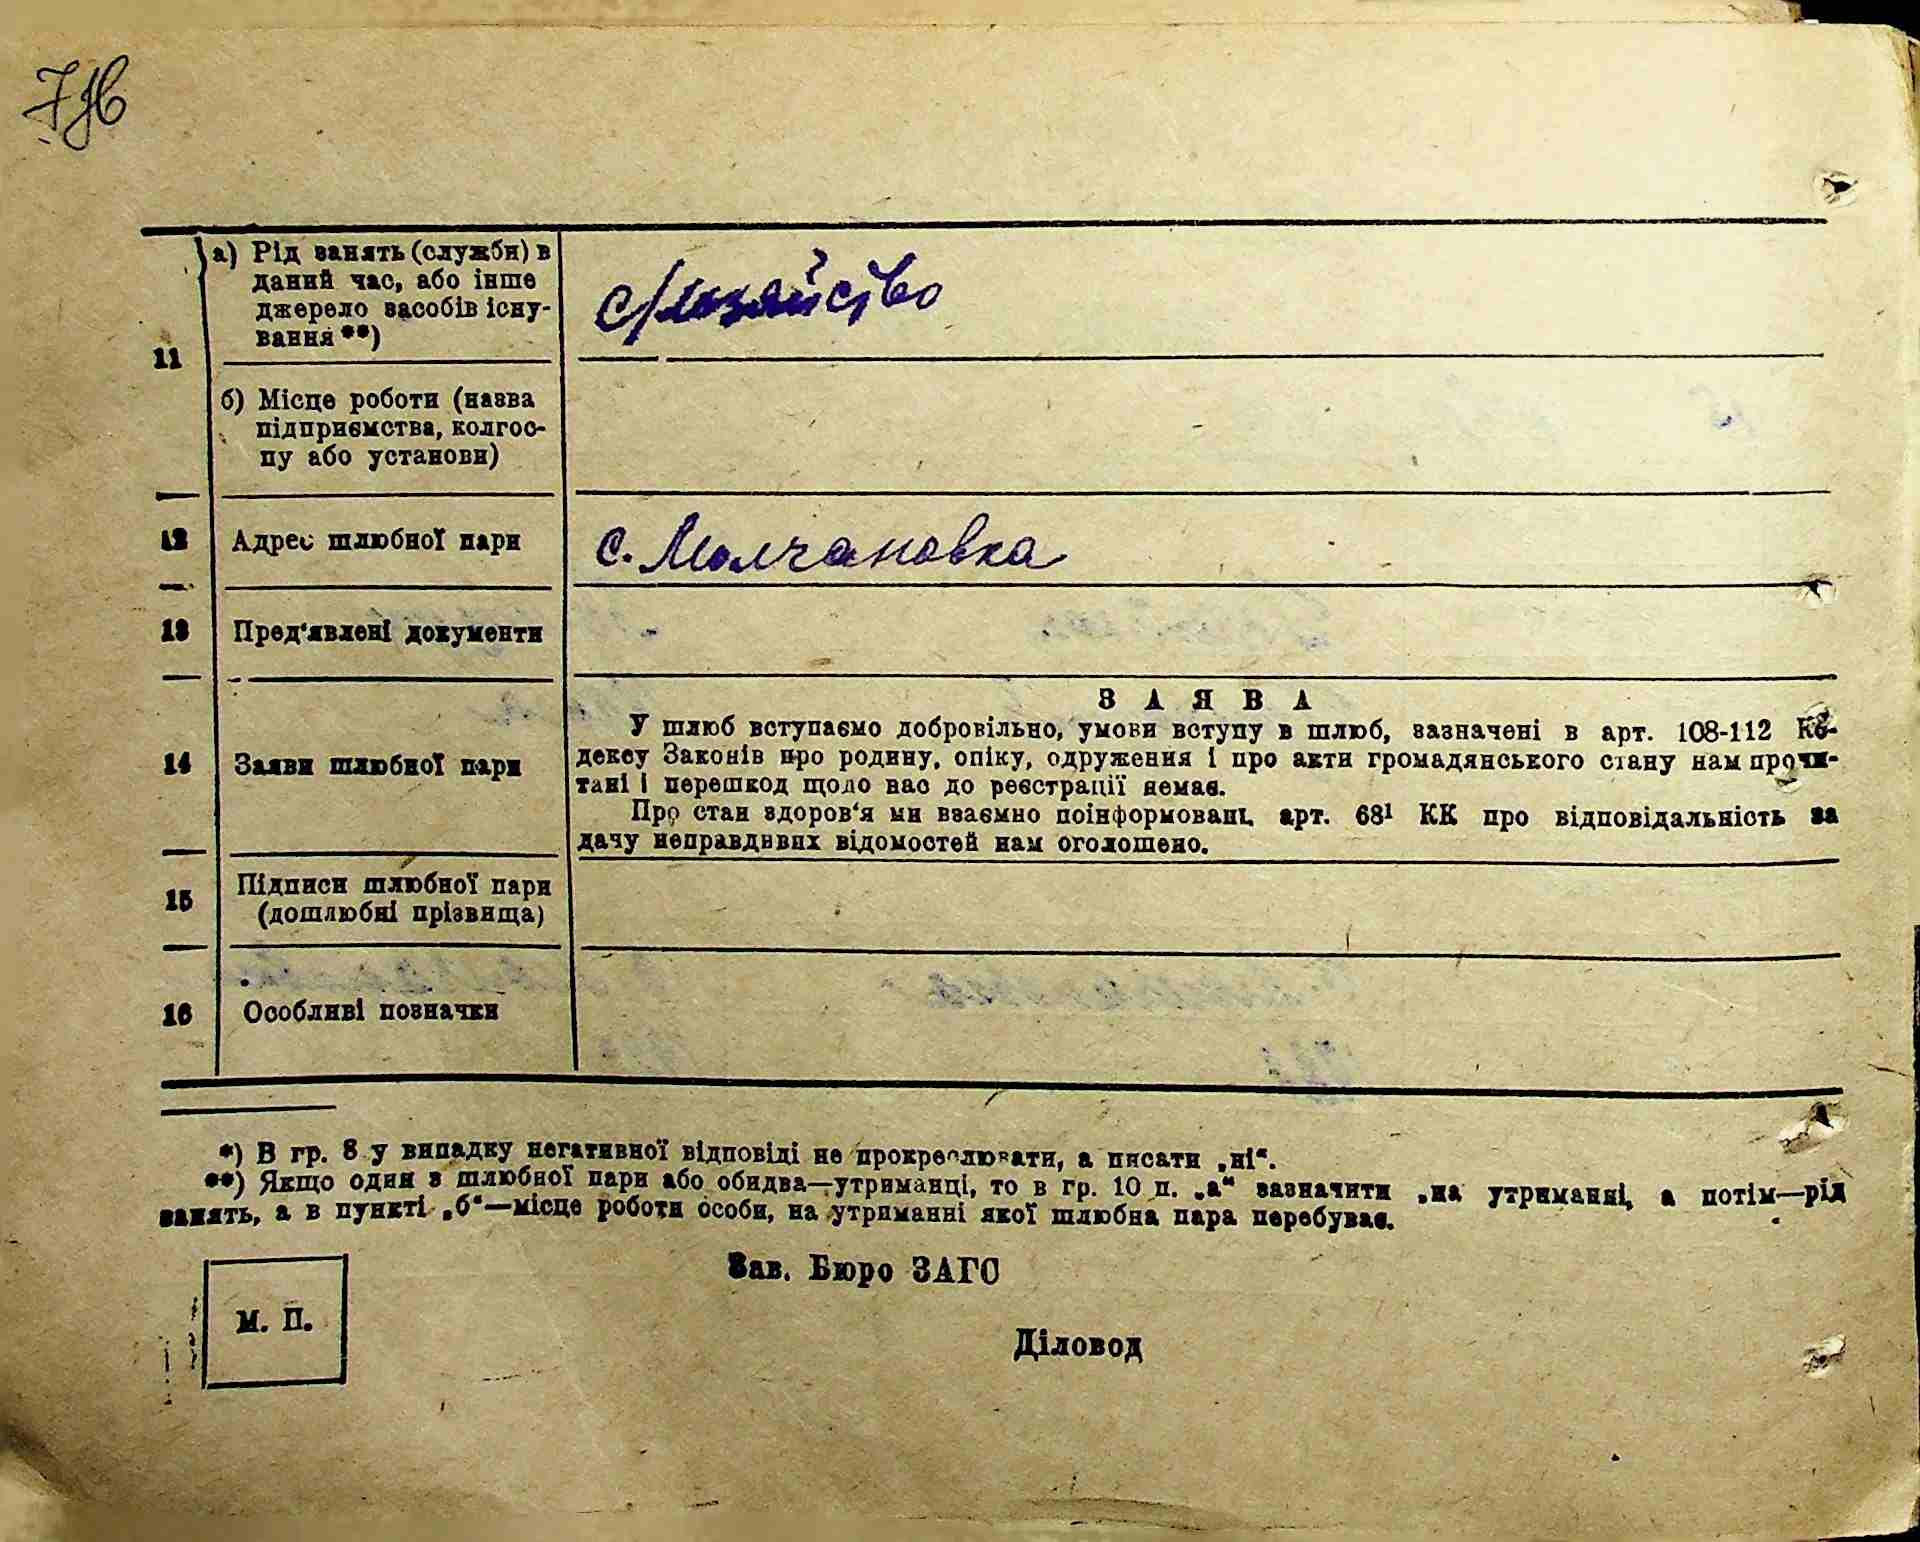 11
а) Рід занять (служби) в
даний час, або інше
джерело засобів існу-
вання **)
с/хозяйство
б) Місце роботи (назва
підприємства, колгос-
пу або установи)
12
Адрес шлюбної пари
с. Молчановка
13
Пред'явлені документи
14
Заяви шлюбної пари
ЗАЯВА
У шлюб вступаємо добровільно, умови вступу в шлюб, зазначені в арт. 108-112 Ко-
дексу Законів про родину, опіку, одруження і про акти громадянського стану нам прочи-
тані і перешкод щодо нас до реєстрації немає.
Про стан здоров'я ми взаємно поінформовані, арт. 68¹ КК про відповідальність за
дачу неправдивих відомостей нам оголошено.
15
Підписи шлюбної пари
(дошлюбні прізвища)
16
Особливі позначки
*) В гр. 8 у випадку негативної відповіді не прокреслювати, а писати „ні“.
**) Якщо один з шлюбної пари або обидва—утриманці, то в гр. 10 п. „а“ зазначити „на утриманні, а потім—рід
занять, а в пункті „б“—місце роботи особи, на утриманні якої шлюбна пара перебуває.
Зав. Бюро ЗАГС
М. П.
Діловод